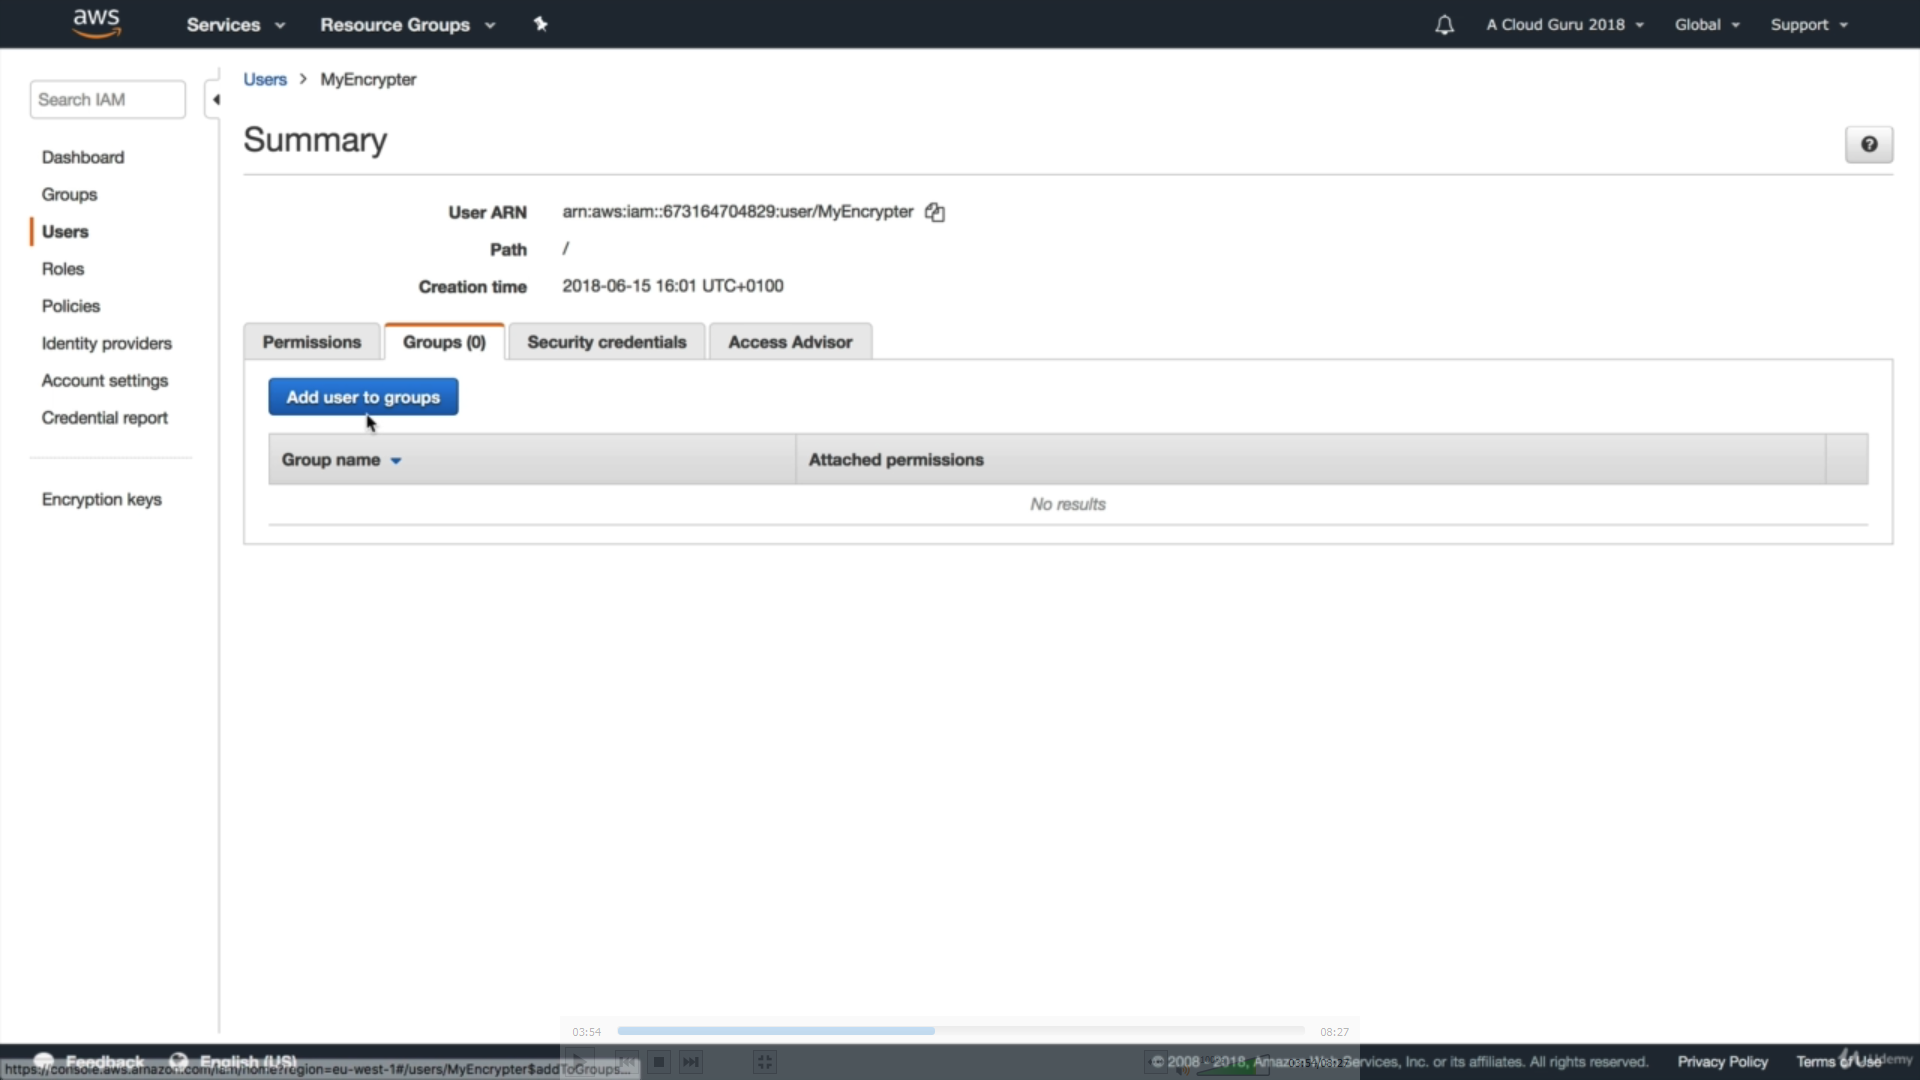 aws
Services
Resource Groups
A Cloud Guru 2018
Global
Support
Search IAM
Dashboard
Groups
Users
Roles
Policies
Identity providers
Account settings
Credential report
Encryption keys
Users > MyEncrypter
Summary
User ARN arn:aws:iam::673164704829:user/MyEncrypter
Path /
Creation time 2018-06-15 16:01 UTC+0100
Permissions
Groups (0)
Security credentials
Access Advisor
Add user to groups
Group name
Attached permissions
No results
03:54
08:27
Feedback
English (US)
https://console.aws.amazon.com/iam/home?region=eu-west-1#/users/MyEncrypter$addToGroups...
© 2008 - 2018, Amazon Web Services, Inc. or its affiliates. All rights reserved.
Privacy Policy
Terms of Use